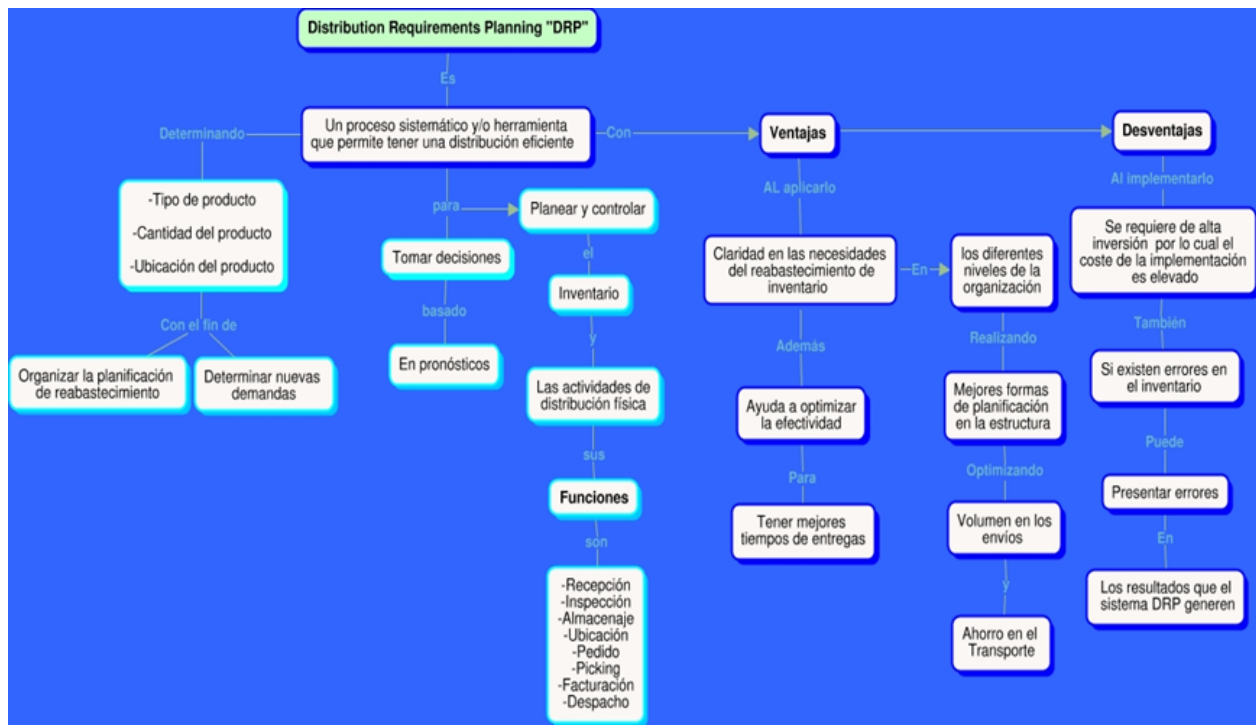 Distribution Requirements Planning "DRP"
Es
Un proceso sistemático y/o herramienta
que permite tener una distribución eficiente
Determinando
-Tipo de producto
-Cantidad del producto
-Ubicación del producto
Con el fin de
Organizar la planificación
de reabastecimiento
Determinar nuevas
demandas
para
Tomar decisiones
basado
En pronósticos
Planear y controlar
el
Inventario
y
Las actividades de
distribución física
sus
Funciones
son
-Recepción
-Inspección
-Almacenaje
-Ubicación
-Pedido
-Picking
-Facturación
-Despacho
Con
Ventajas
AL aplicarlo
Claridad en las necesidades
del reabastecimiento de
inventario
Además
Ayuda a optimizar
la efectividad
Para
Tener mejores
tiempos de entregas
En
los diferentes
niveles de la
organización
Realizando
Mejores formas
de planificación
en la estructura
Optimizando
Volumen en los
envíos
y
Ahorro en el
Transporte
Desventajas
Al implementarlo
Se requiere de alta
inversión por lo cual el
coste de la implementación
es elevado
También
Si existen errores en
el inventario
Puede
Presentar errores
En
Los resultados que el
sistema DRP generen